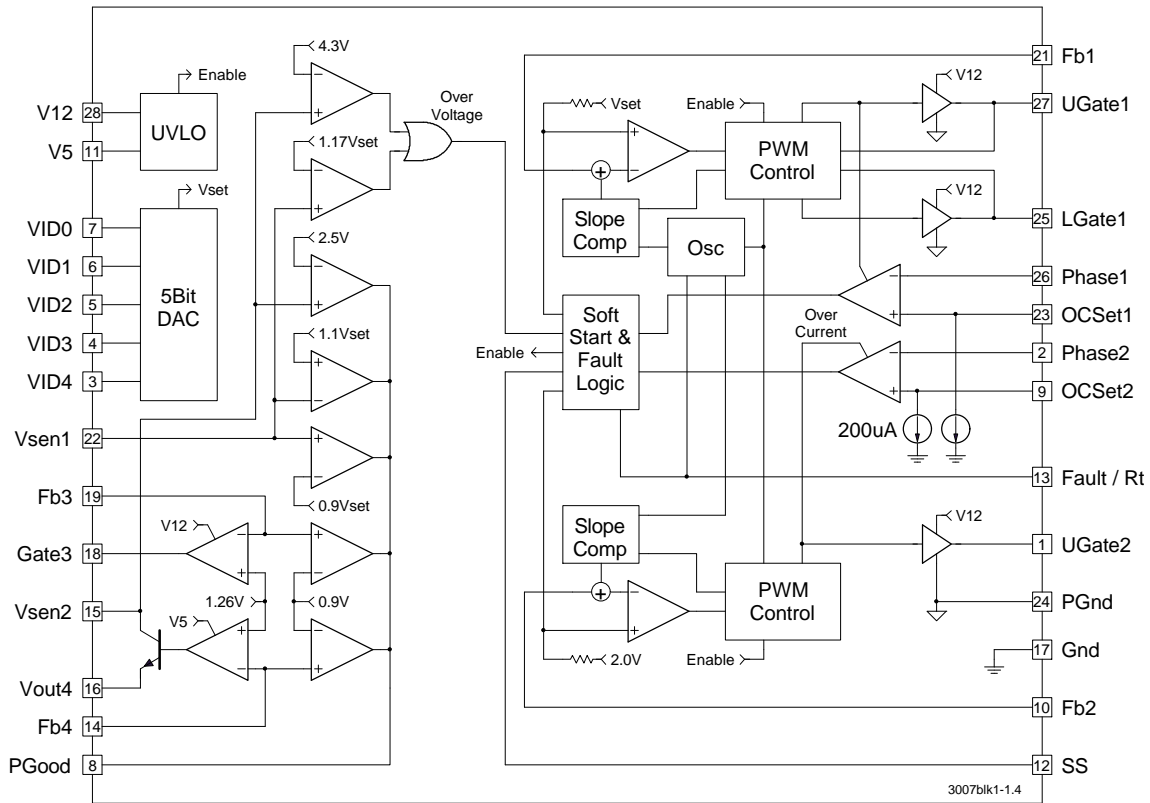 V12
28
V5
11
VID0
7
VID1
6
VID2
5
VID3
4
VID4
3
Vsen1
22
Fb3
19
Gate3
18
Vsen2
15
Vout4
16
Fb4
14
PGood
8
Enable
UVLO
Vset
5Bit
DAC
4.3V
1.17Vset
2.5V
1.1Vset
0.9Vset
V12
1.26V
0.9V
V5
Over
Voltage
Vset
Enable
PWM
Control
Slope
Comp
Osc
V12
V12
Soft
Start &
Fault
Logic
Enable
Over
Current
200uA
Slope
Comp
V12
PWM
Control
2.0V
Enable
21
Fb1
27
UGate1
25
LGate1
26
Phase1
23
OCSet1
2
Phase2
9
OCSet2
13
Fault / Rt
1
UGate2
24
PGnd
17
Gnd
10
Fb2
12
SS
3007blk1-1.4